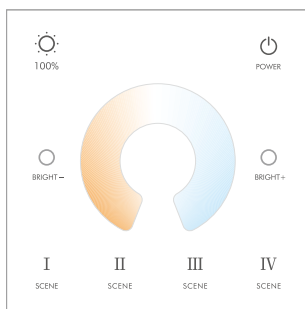 100%
POWER
BRIGHT−
BRIGHT+
I
II
III
IV
SCENE
SCENE
SCENE
SCENE